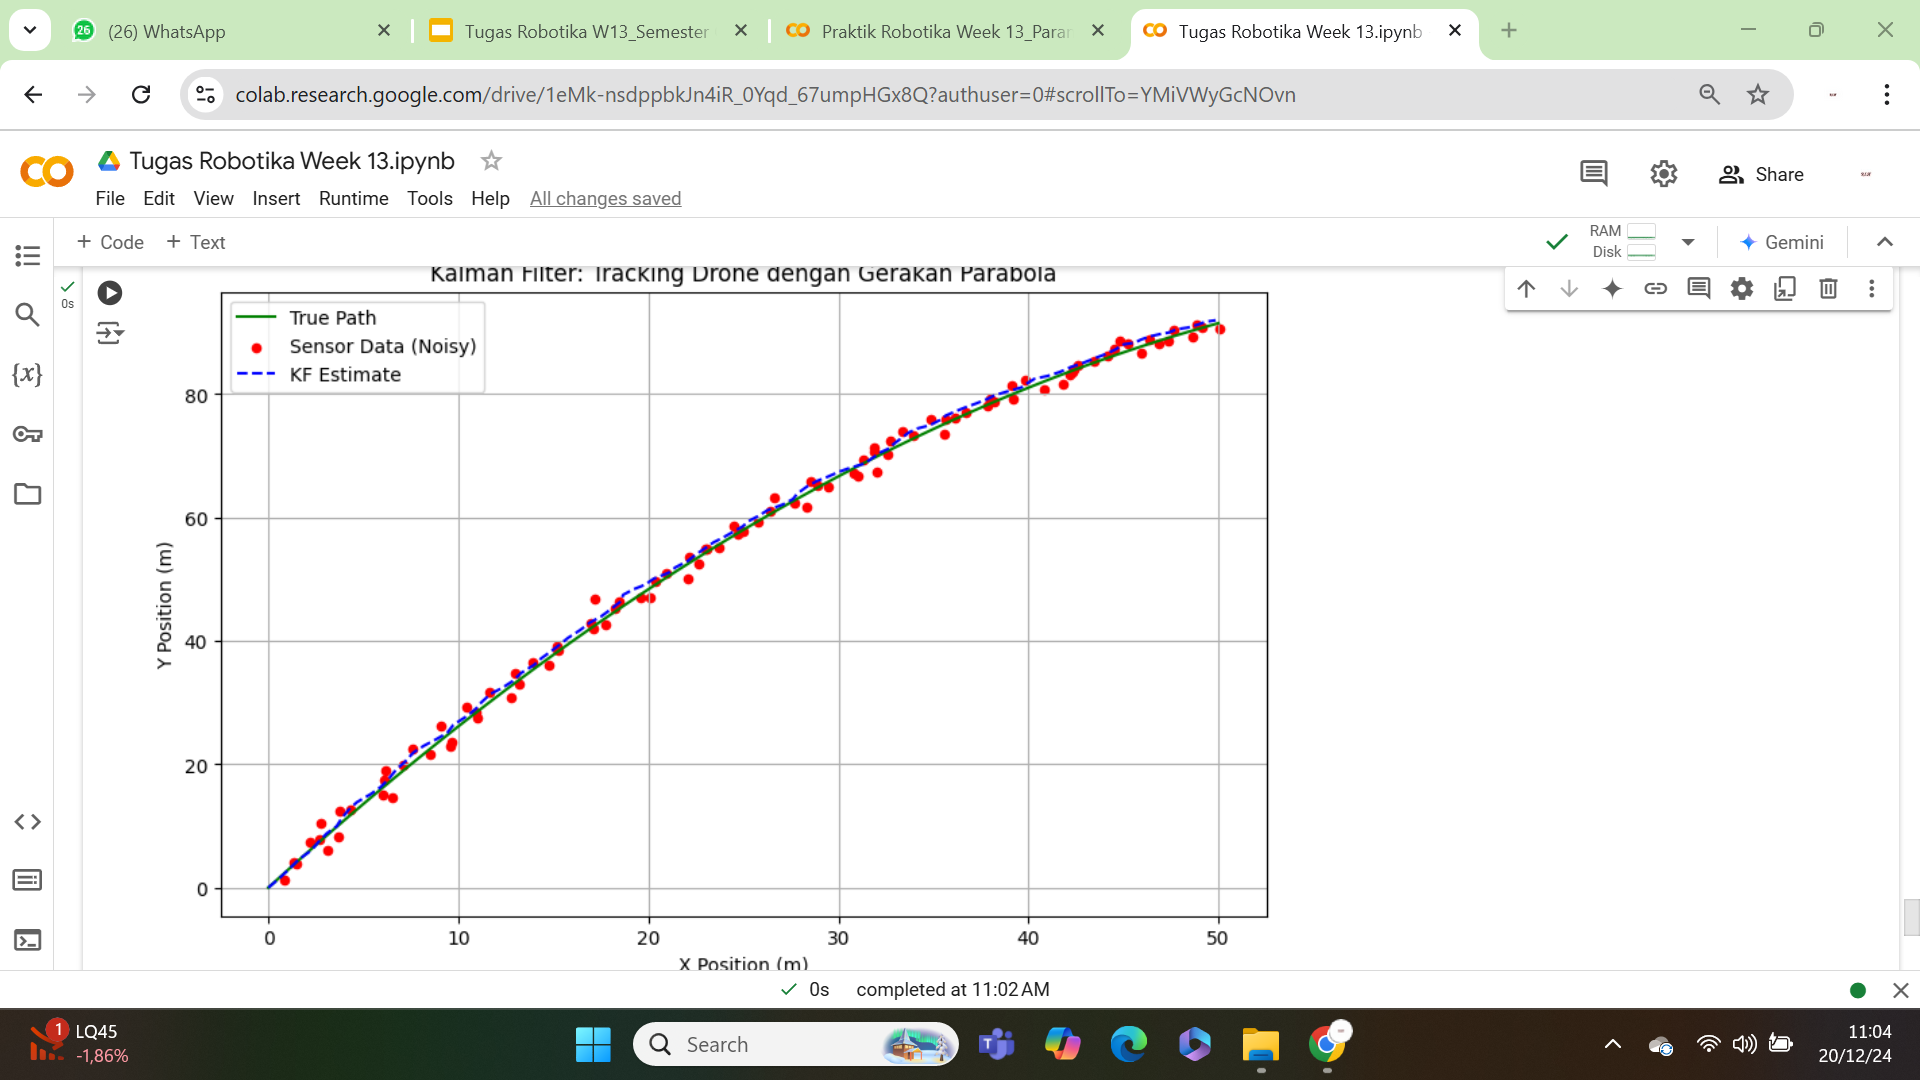 26
(26) WhatsApp
Tugas Robotika W13_Semester
Praktik Robotika Week 13_Parar
Tugas Robotika Week 13.ipynb
colab.research.google.com/drive/1eMk-nsdppbkJn4iR_0Yqd_67umpHGx8Q?authuser=0#scrollTo=YMiVWyGcNOvn
Tugas Robotika Week 13.ipynb
File Edit View Insert Runtime Tools Help All changes saved
Share
+ Code + Text
RAM
Disk
Gemini
0s
Kalman Filter: Tracking Drone dengan Gerakan Parabola
True Path
Sensor Data (Noisy)
KF Estimate
80
60
40
20
0
Y Position (m)
0 10 20 30 40 50
X Position (m)
{x}
0s completed at 11:02 AM
1
LQ45
-1,86%
Search
11:04
20/12/24